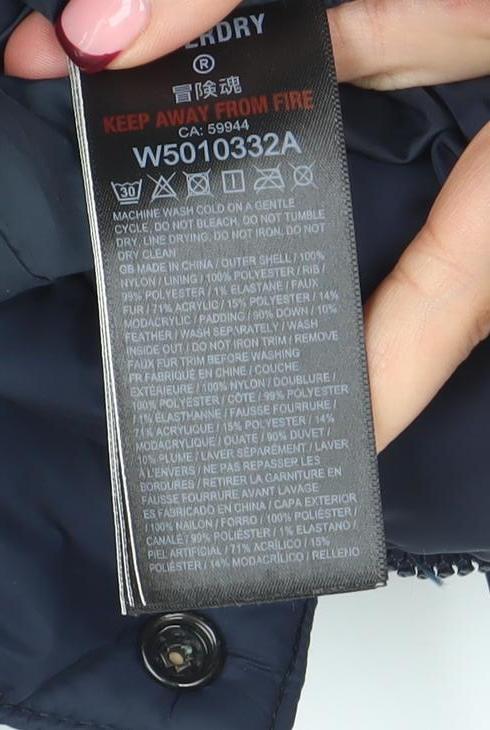 ERDRY
®
冒険魂
KEEP AWAY FROM FIRE
CA: 59944
W5010332A
30
MACHINE WASH COLD ON A GENTLE
CYCLE, DO NOT BLEACH, DO NOT TUMBLE
DRY, LINE DRYING, DO NOT IRON, DO NOT
DRY CLEAN
GB MADE IN CHINA / OUTER SHELL / 100%
NYLON / LINING / 100% POLYESTER / RIB /
99% POLYESTER / 1% ELASTANE / FAUX
FUR / 71% ACRYLIC / 15% POLYESTER / 14%
MODACRYLIC / PADDING / 90% DOWN / 10%
FEATHER / WASH SEPARATELY / WASH
INSIDE OUT / DO NOT IRON TRIM / REMOVE
FAUX FUR TRIM BEFORE WASHING
FR FABRIQUÉ EN CHINE / COUCHE
EXTÉRIEURE / 100% NYLON / DOUBLURE /
100% POLYESTER / CÔTE / 99% POLYESTER
/ 1% ÉLASTHANNE / FAUSSE FOURRURE /
71% ACRYLIQUE / 15% POLYESTER / 14%
MODACRYLIQUE / OUATE / 90% DUVET /
10% PLUME / LAVER SÉPARÉMENT / LAVER
À L'ENVERS / NE PAS REPASSER LES
BORDURES / RETIRER LA GARNITURE EN
FAUSSE FOURRURE AVANT LAVAGE
ES FABRICADO EN CHINA / CAPA EXTERIOR
/ 100% NAILON / FORRO / 100% POLIÉSTER /
CANALÉ / 99% POLIÉSTER / 1% ELASTANO /
PIEL ARTIFICIAL / 71% ACRÍLICO / 15%
POLIÉSTER / 14% MODACRÍLICO / RELLENO